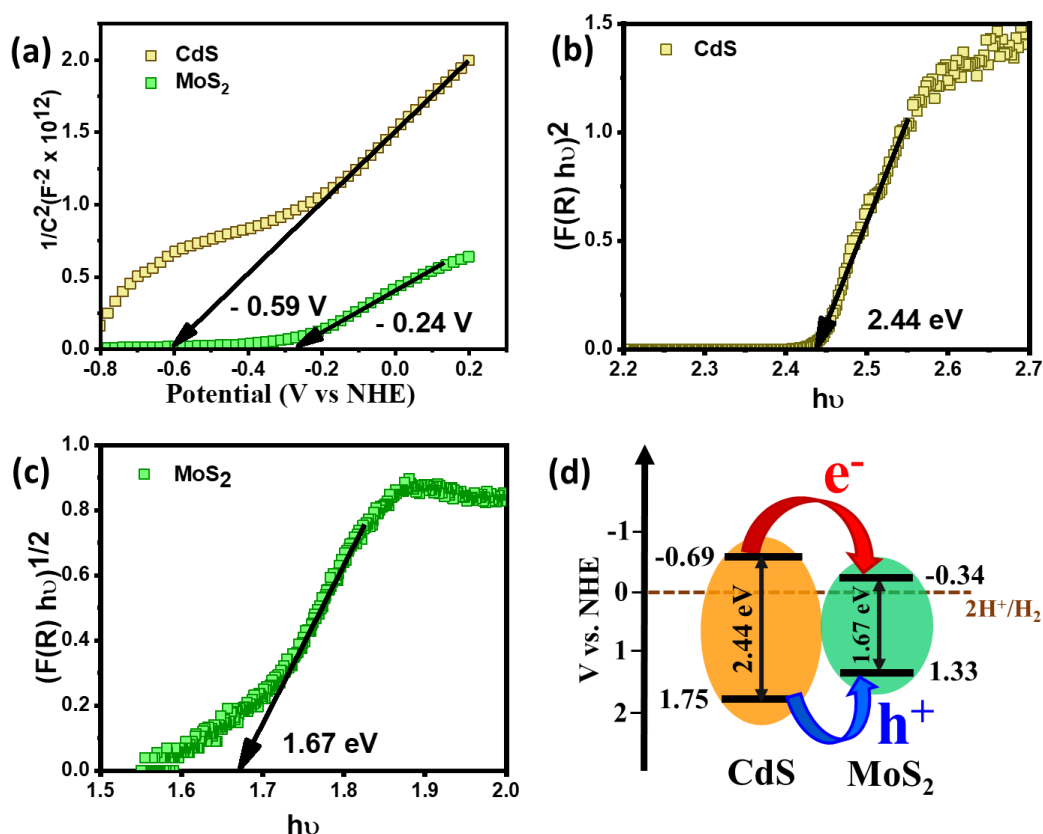 (a)
CdS
MoS₂
2.0
1.5
1.0
0.5
0.0
1/C²(F⁻² x 10¹²)
- 0.59 V
- 0.24 V
-0.8 -0.6 -0.4 -0.2 0.0 0.2
Potential (V vs NHE)
(b)
CdS
1.5
1.0
0.5
0.0
(F(R) hυ)²
2.44 eV
2.2 2.3 2.4 2.5 2.6 2.7
hυ
(c)
MoS₂
1.0
0.8
0.6
0.4
0.2
0.0
(F(R) hυ)¹/²
1.67 eV
1.5 1.6 1.7 1.8 1.9 2.0
hυ
(d)
e⁻
V vs. NHE
-1
0
1
2
-0.69
-0.34
2H⁺/H₂
2.44 eV
1.67 eV
1.75
1.33
h⁺
CdS
MoS₂